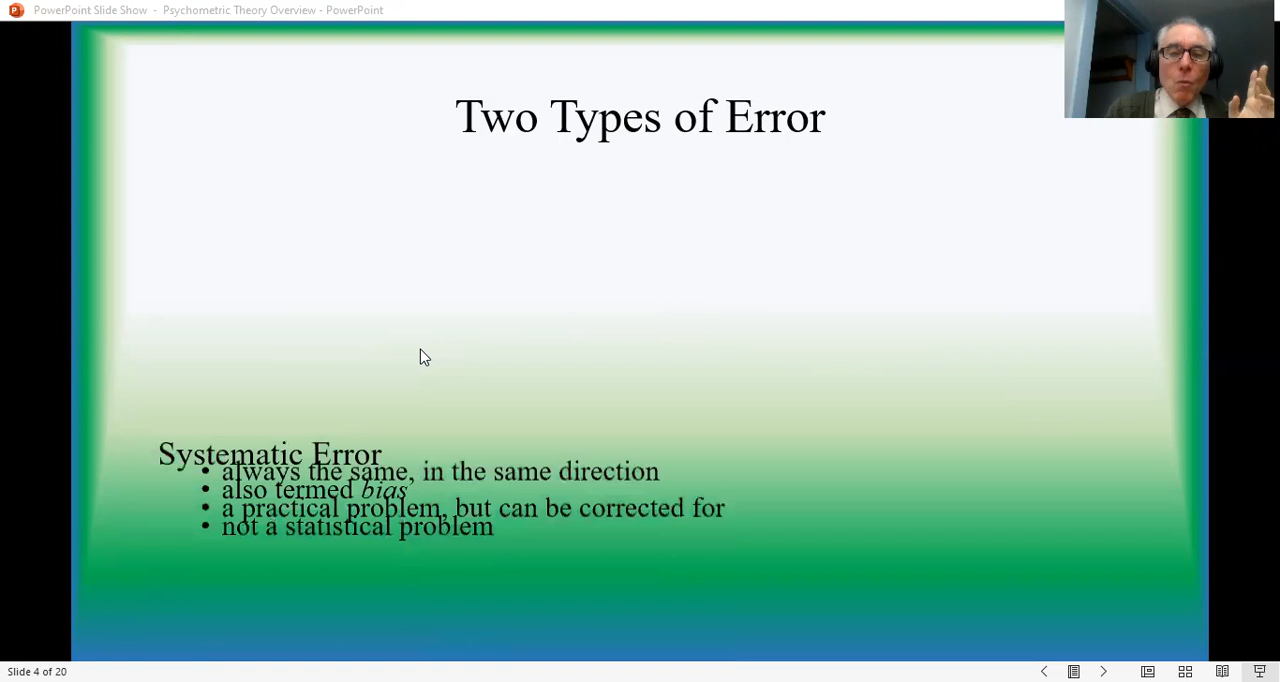 PowerPoint Slide Show - Psychometric Theory Overview - PowerPoint
Two Types of Error
Systematic Error
• always the same, in the same direction
• also termed bias
• a practical problem, but can be corrected for
• not a statistical problem
Slide 4 of 20